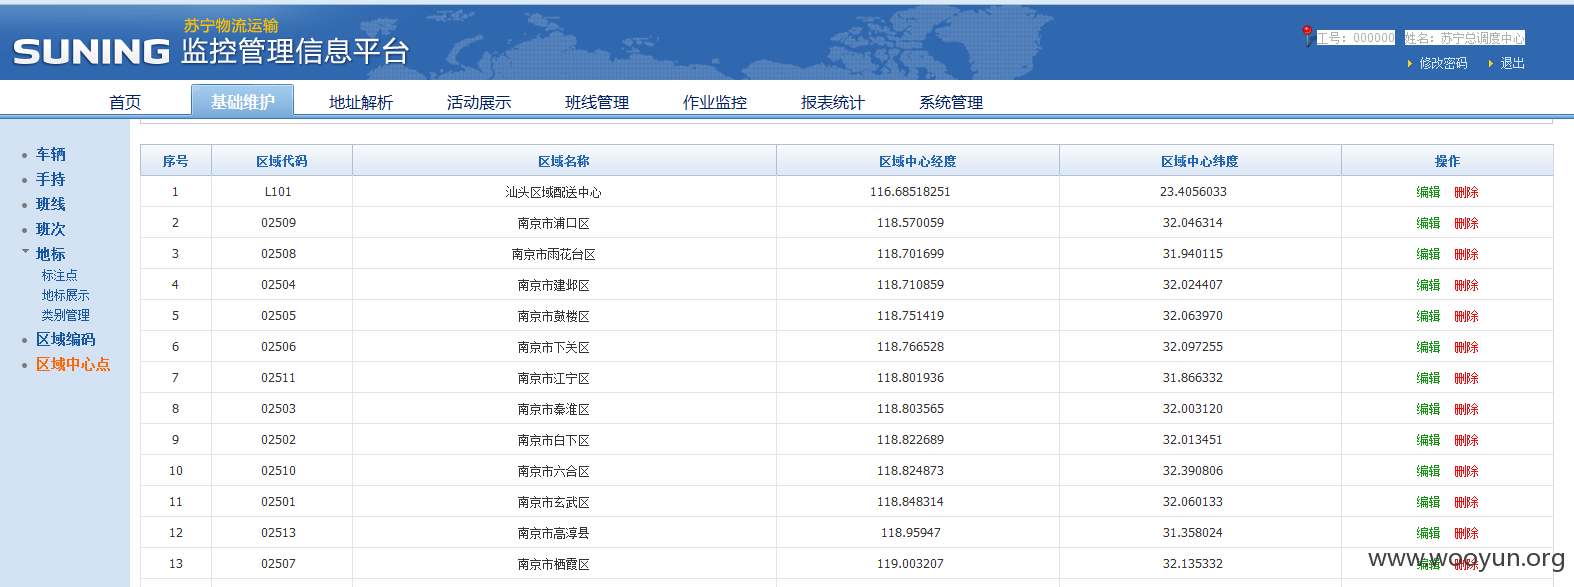 SUNING
苏宁物流运输
监控管理信息平台
工号：000000 姓名：苏宁总调度中心
修改密码 退出
首页 基础维护 地址解析 活动展示 班线管理 作业监控 报表统计 系统管理
车辆
手持
班线
班次
地标
标注点
地标展示
类别管理
区域编码
区域中心点
序号 区域代码 区域名称 区域中心经度 区域中心纬度 操作
1 L101 汕头区域配送中心 116.68518251 23.4056033 编辑 删除
2 02509 南京市浦口区 118.570059 32.046314 编辑 删除
3 02508 南京市雨花台区 118.701699 31.940115 编辑 删除
4 02504 南京市建邺区 118.710859 32.024407 编辑 删除
5 02505 南京市鼓楼区 118.751419 32.063970 编辑 删除
6 02506 南京市下关区 118.766528 32.097255 编辑 删除
7 02511 南京市江宁区 118.801936 31.866332 编辑 删除
8 02503 南京市秦淮区 118.803565 32.003120 编辑 删除
9 02502 南京市白下区 118.822689 32.013451 编辑 删除
10 02510 南京市六合区 118.824873 32.390806 编辑 删除
11 02501 南京市玄武区 118.848314 32.060133 编辑 删除
12 02513 南京市高淳县 118.95947 31.358024 编辑 删除
13 02507 南京市栖霞区 119.003207 32.135332 编辑 删除
www.wooyun.org